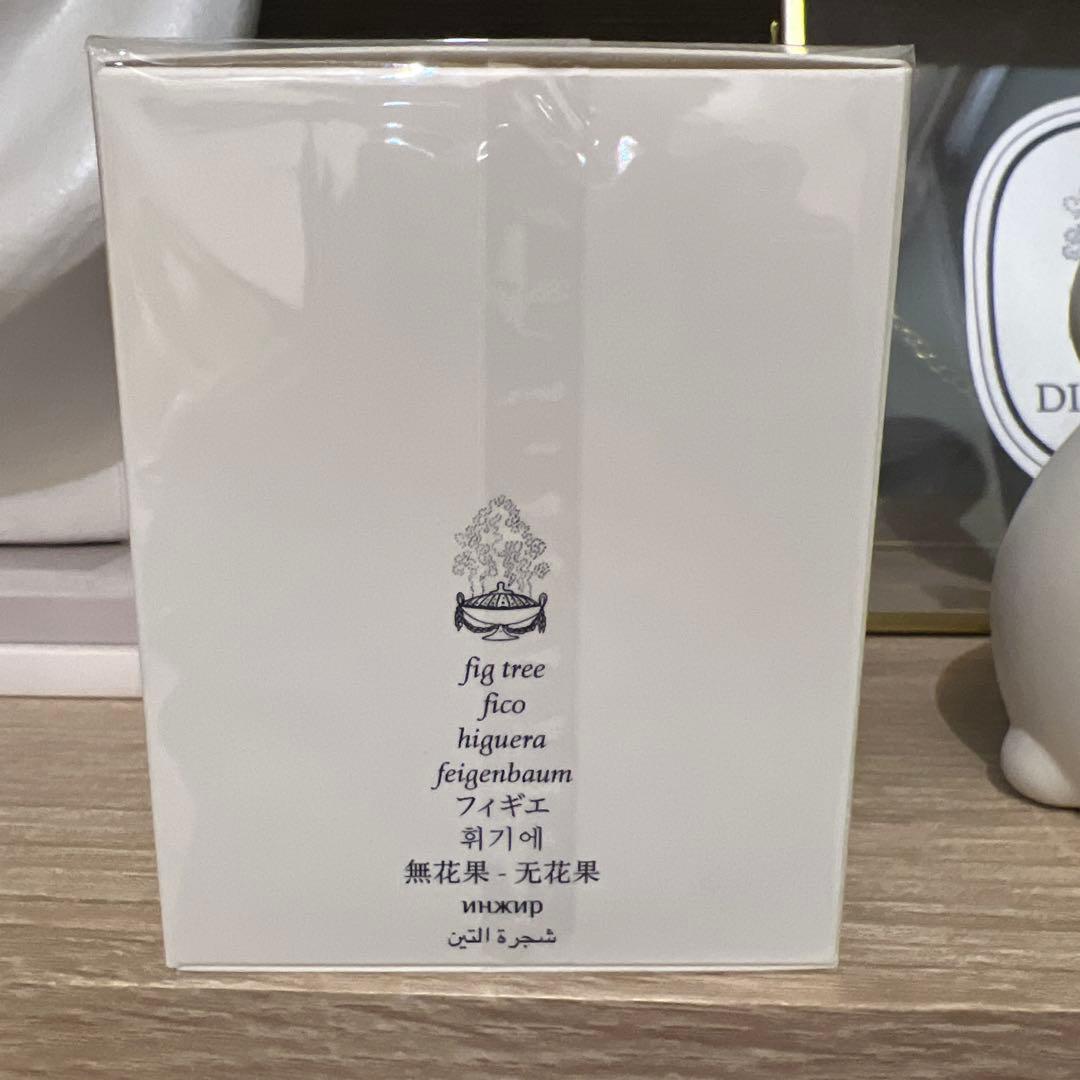 fig tree
fico
higuera
feigenbaum
フィギエ
휘기에
無花果 - 无花果
инжир
شجرة التين
DI